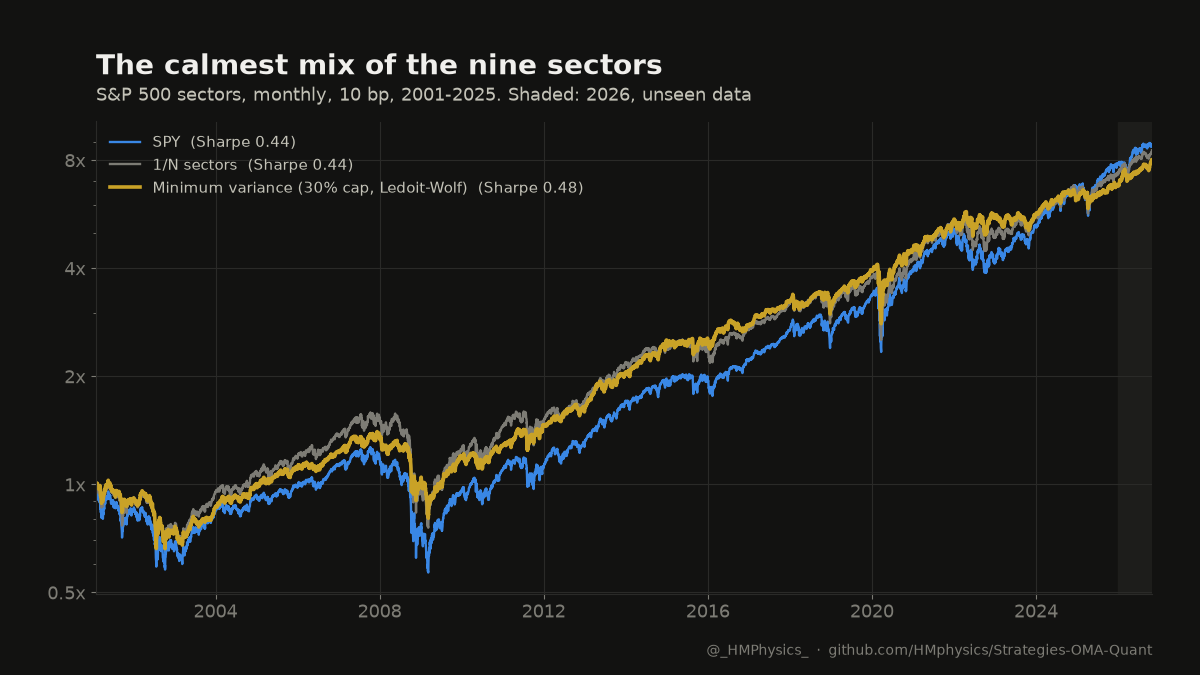 The calmest mix of the nine sectors
S&P 500 sectors, monthly, 10 bp, 2001-2025. Shaded: 2026, unseen data
SPY  (Sharpe 0.44)
1/N sectors  (Sharpe 0.44)
Minimum variance (30% cap, Ledoit-Wolf)  (Sharpe 0.48)
8x
4x
2x
1x
0.5x
2004 2008 2012 2016 2020 2024
@_HMPhysics_ · github.com/HMphysics/Strategies-OMA-Quant